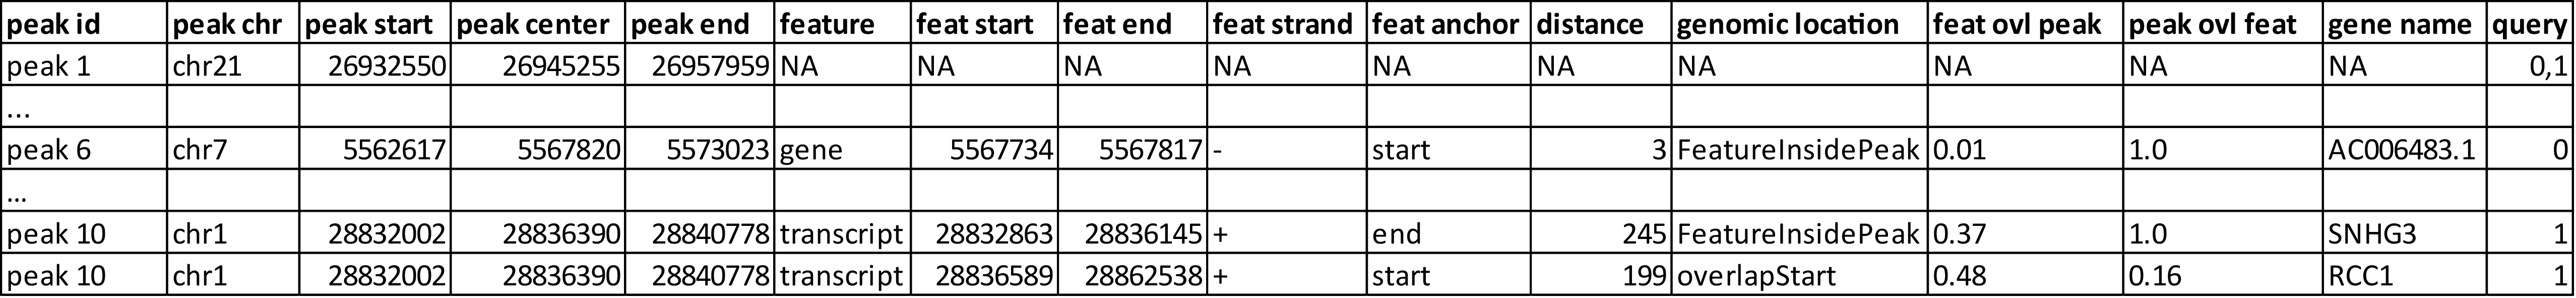 peak id peak chr peak start peak center peak end feature feat start feat end feat strand feat anchor distance genomic location feat ovl peak peak ovl feat gene name query
peak 1 chr21 26932550 26945255 26957959 NA NA NA NA NA NA NA NA NA NA 0,1
...
peak 6 chr7 5562617 5567820 5573023 gene 5567734 5567817 - start 3 FeatureInsidePeak 0.01 1.0 AC006483.1 0
...
peak 10 chr1 28832002 28836390 28840778 transcript 28832863 28836145 + end 245 FeatureInsidePeak 0.37 1.0 SNHG3 1
peak 10 chr1 28832002 28836390 28840778 transcript 28836589 28862538 + start 199 overlapStart 0.48 0.16 RCC1 1